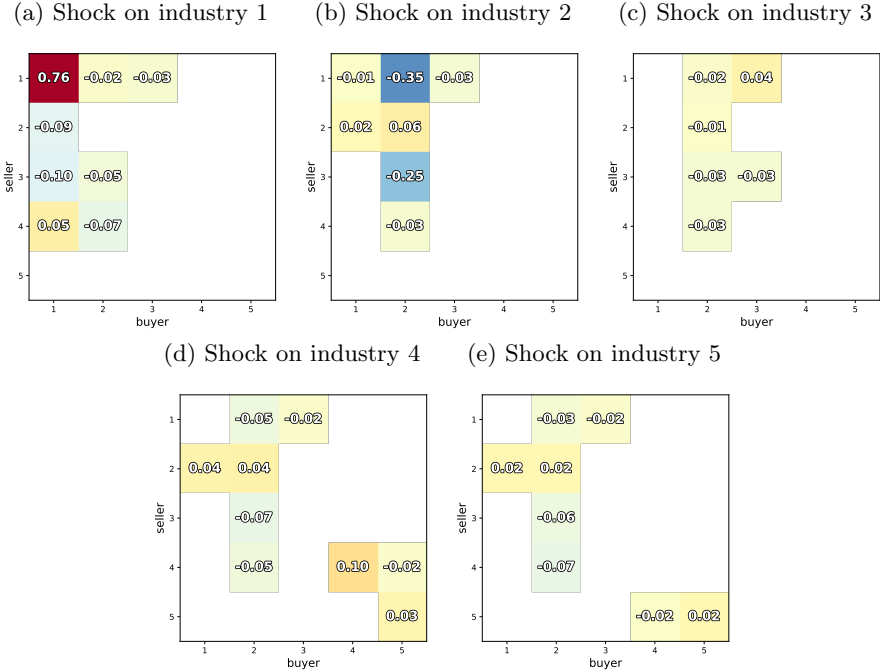 (a) Shock on industry 1 (b) Shock on industry 2 (c) Shock on industry 3
1 0.76 -0.02 -0.03
2 -0.09
3 -0.10 -0.05
4 0.05 -0.07
5
1 2 3 4 5
seller
buyer
1 -0.01 -0.35 -0.03
2 0.02 0.06
3 -0.25
4 -0.03
5
1 2 3 4 5
seller
buyer
1 -0.02 0.04
2 -0.01
3 -0.03 -0.03
4 -0.03
5
1 2 3 4 5
seller
buyer
(d) Shock on industry 4 (e) Shock on industry 5
1 -0.05 -0.02
2 0.04 0.04
3 -0.07
4 -0.05 0.10 -0.02
5 0.03
1 2 3 4 5
seller
buyer
1 -0.03 -0.02
2 0.02 0.02
3 -0.06
4 -0.07
5 -0.02 0.02
1 2 3 4 5
seller
buyer